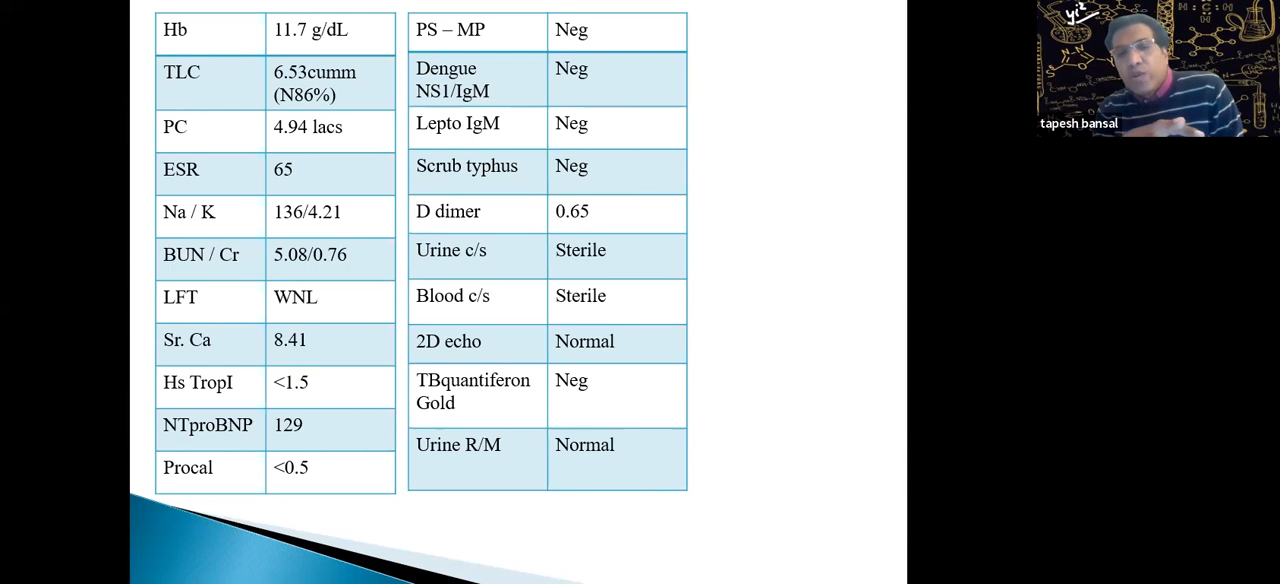 Hb 11.7 g/dL
TLC 6.53cumm
(N86%)
PC 4.94 lacs
ESR 65
Na / K 136/4.21
BUN / Cr 5.08/0.76
LFT WNL
Sr. Ca 8.41
Hs TropI <1.5
NTproBNP 129
Procal <0.5
PS – MP Neg
Dengue Neg
NS1/IgM
Lepto IgM Neg
Scrub typhus Neg
D dimer 0.65
Urine c/s Sterile
Blood c/s Sterile
2D echo Normal
TBquantiferon Neg
Gold
Urine R/M Normal
tapesh bansal